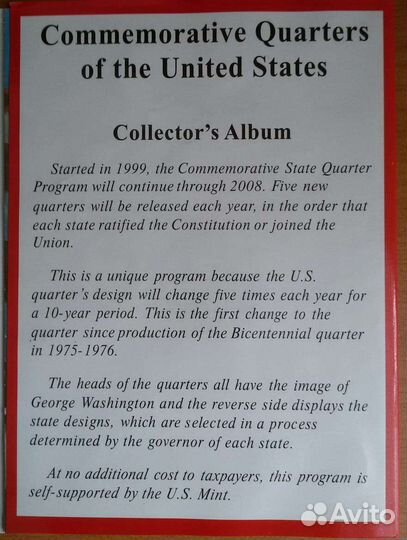 Commemorative Quarters
of the United States
Collector's Album
Started in 1999, the Commemorative State Quarter
Program will continue through 2008. Five new
quarters will be released each year, in the order that
each state ratified the Constitution or joined the
Union.
This is a unique program because the U.S.
quarter's design will change five times each year for
a 10-year period. This is the first change to the
quarter since production of the Bicentennial quarter
in 1975-1976.
The heads of the quarters all have the image of
George Washington and the reverse side displays the
state designs, which are selected in a process
determined by the governor of each state.
At no additional cost to taxpayers, this program is
self-supported by the U.S. Mint.
Avito